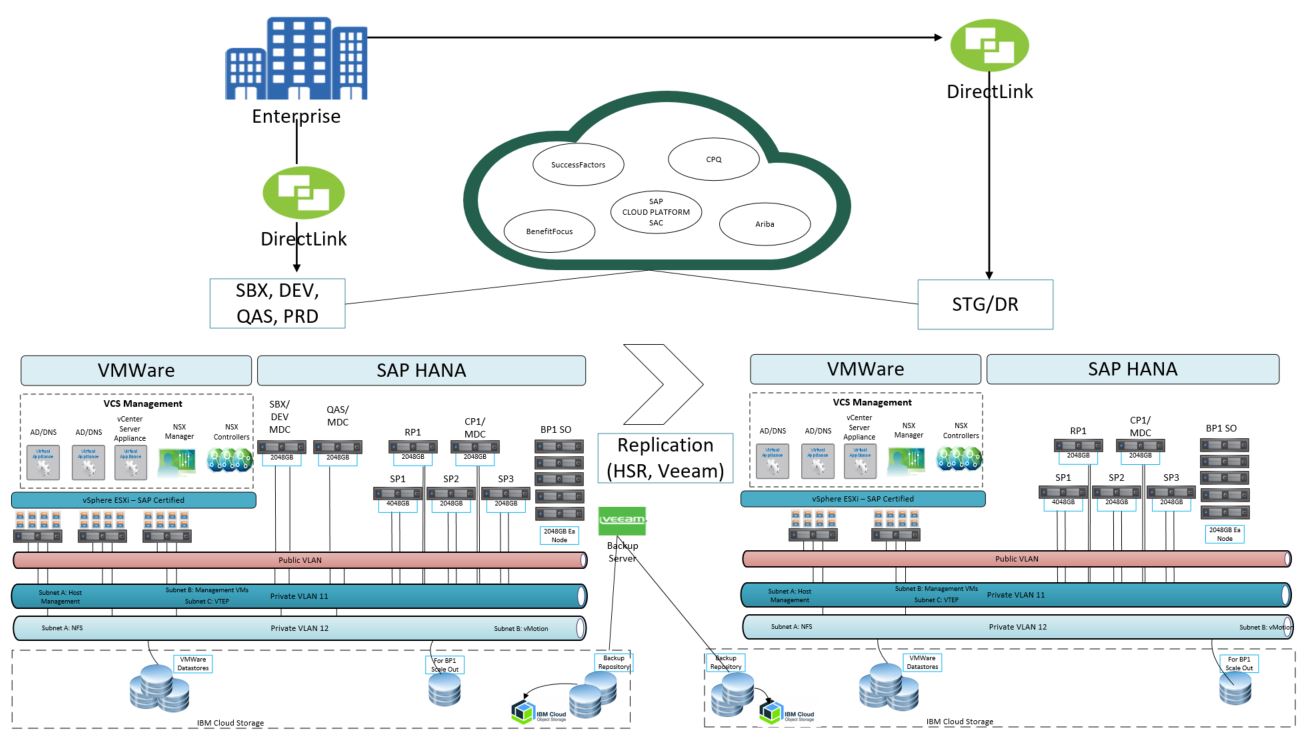 Enterprise
DirectLink
DirectLink
SuccessFactors
CPQ
SAP
CLOUD PLATFORM
SAC
BenefitFocus
Ariba
SBX, DEV,
QAS, PRD
STG/DR
VMWare
SAP HANA
VCS Management
AD/DNS
AD/DNS
vCenter
Server
Appliance
NSX
Manager
NSX
Controllers
Virtual
Appliance
Virtual
Appliance
Virtual
Appliance
vSphere ESXi – SAP Certified
SBX/
DEV
MDC
2048GB
QAS/
MDC
2048GB
RP1
2048GB
CP1/
MDC
2048GB
BP1 SO
SP1
4048GB
SP2
2048GB
SP3
2048GB
2048GB Ea
Node
Public VLAN
Subnet A: Host
Management
Subnet B: Management VMs
Subnet C: VTEP
Private VLAN 11
Subnet A: NFS
Private VLAN 12
Subnet B: vMotion
VMWare
Datastores
For BP1
Scale Out
Backup
Repository
IBM Cloud
Object Storage
IBM Cloud Storage
Replication
(HSR, Veeam)
veeam
Backup
Server
VMWare
SAP HANA
VCS Management
AD/DNS
AD/DNS
vCenter
Server
Appliance
NSX
Manager
NSX
Controllers
Virtual
Appliance
Virtual
Appliance
Virtual
Appliance
vSphere ESXi – SAP Certified
RP1
2048GB
CP1/
MDC
2048GB
BP1 SO
SP1
4048GB
SP2
2048GB
SP3
2048GB
2048GB Ea
Node
Public VLAN
Subnet A: Host
Management
Subnet B: Management VMs
Subnet C: VTEP
Private VLAN 11
Subnet A: NFS
Private VLAN 12
Subnet B: vMotion
Backup
Repository
VMWare
Datastores
For BP1
Scale Out
IBM Cloud
Object Storage
IBM Cloud Storage